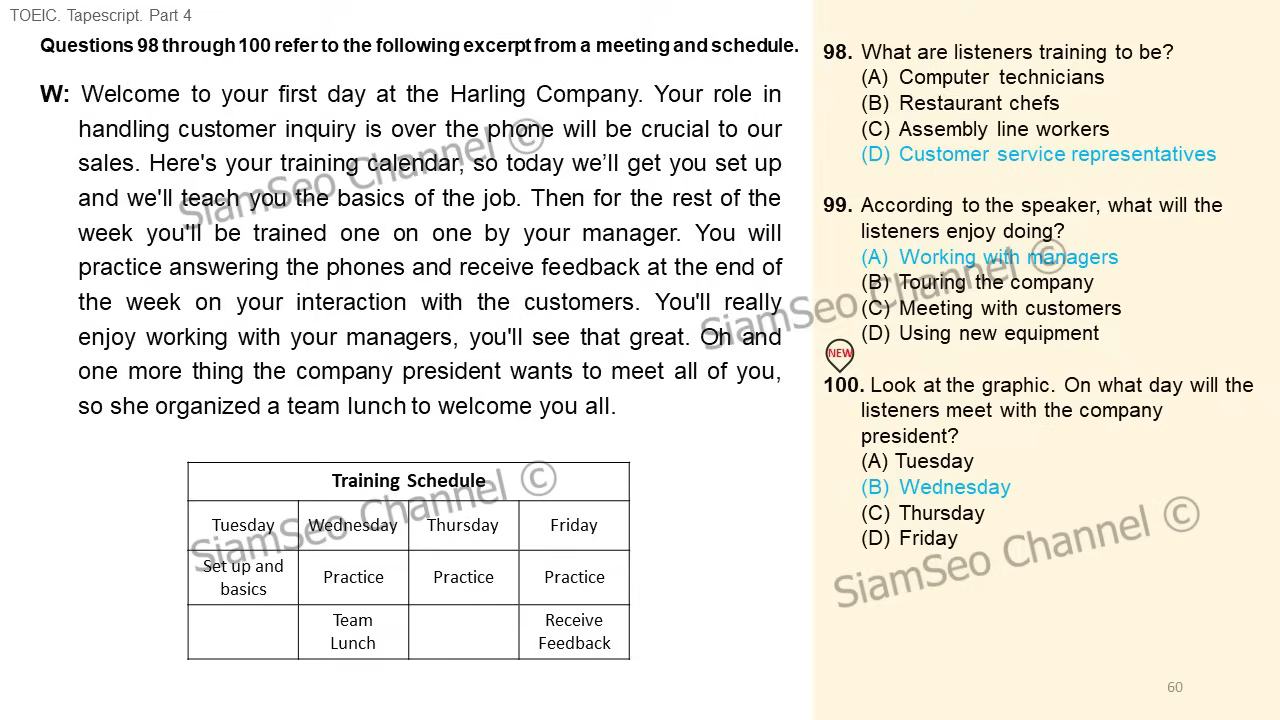 TOEIC. Tapescript. Part 4
Questions 98 through 100 refer to the following excerpt from a meeting and schedule.
W: Welcome to your first day at the Harling Company. Your role in
handling customer inquiry is over the phone will be crucial to our
sales. Here's your training calendar, so today we’ll get you set up
and we'll teach you the basics of the job. Then for the rest of the
week you'll be trained one on one by your manager. You will
practice answering the phones and receive feedback at the end of
the week on your interaction with the customers. You'll really
enjoy working with your managers, you'll see that great. Oh and
one more thing the company president wants to meet all of you,
so she organized a team lunch to welcome you all.
Training Schedule
Tuesday Wednesday Thursday Friday
Set up and
basics Practice Practice Practice
Team
Lunch
Receive
Feedback
98. What are listeners training to be?
(A) Computer technicians
(B) Restaurant chefs
(C) Assembly line workers
(D) Customer service representatives
99. According to the speaker, what will the
listeners enjoy doing?
(A) Working with managers
(B) Touring the company
(C) Meeting with customers
(D) Using new equipment
NEW
100. Look at the graphic. On what day will the
listeners meet with the company
president?
(A) Tuesday
(B) Wednesday
(C) Thursday
(D) Friday
SiamSeo Channel ©
SiamSeo Channel ©
SiamSeo Channel ©
SiamSeo Channel ©
60